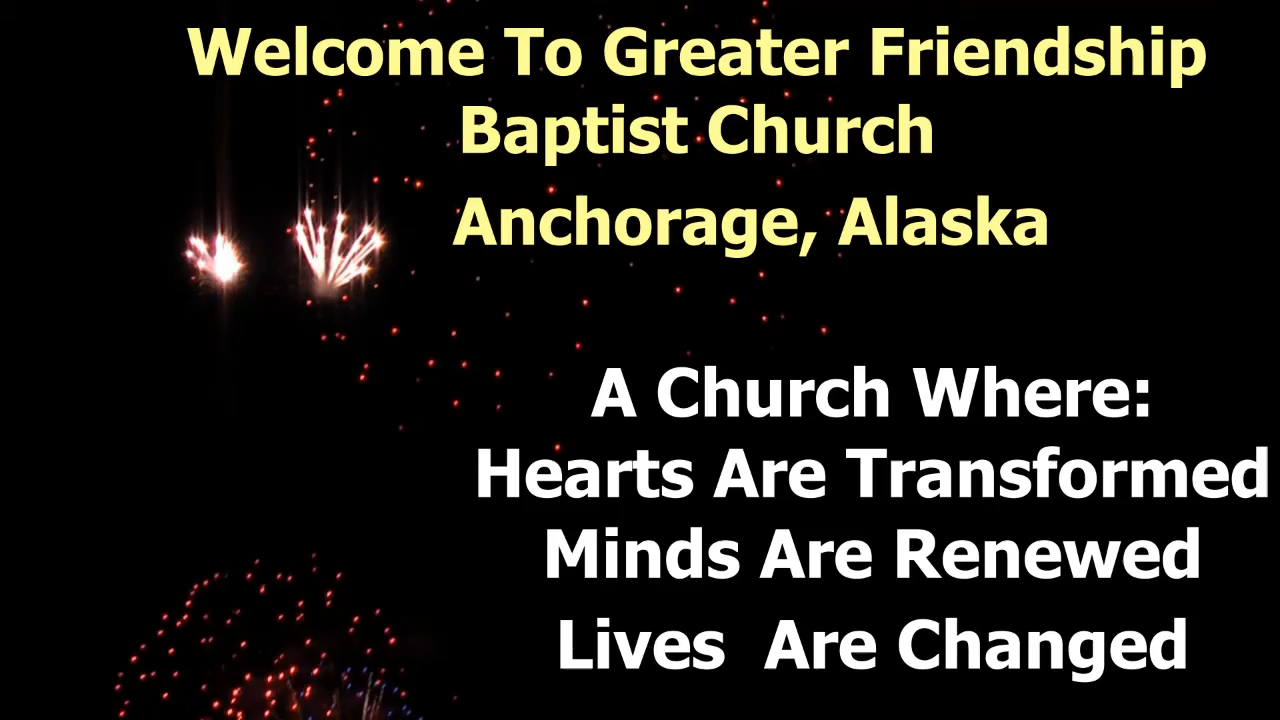 Welcome To Greater Friendship
Baptist Church
Anchorage, Alaska
A Church Where:
Hearts Are Transformed
Minds Are Renewed
Lives  Are Changed